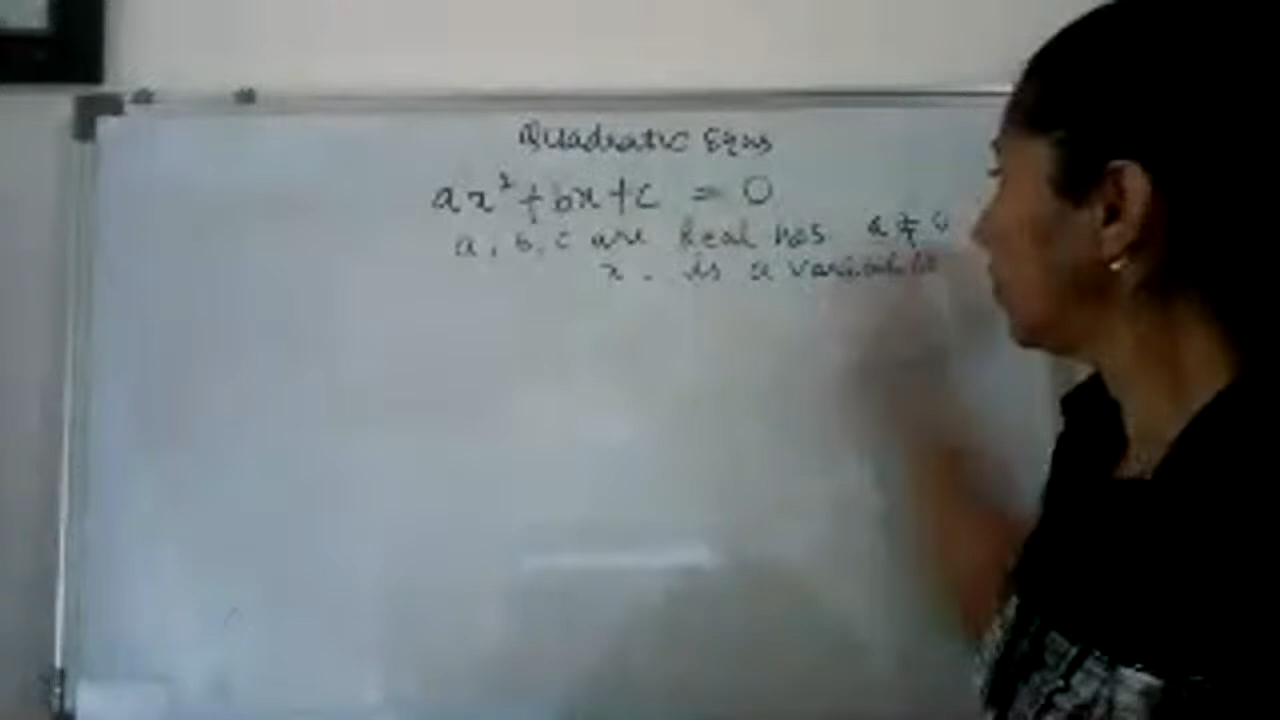 Quadratic Eqns
ax² + bx + c = 0
a, b, c are Real nos a ≠ 0
x . is a variable